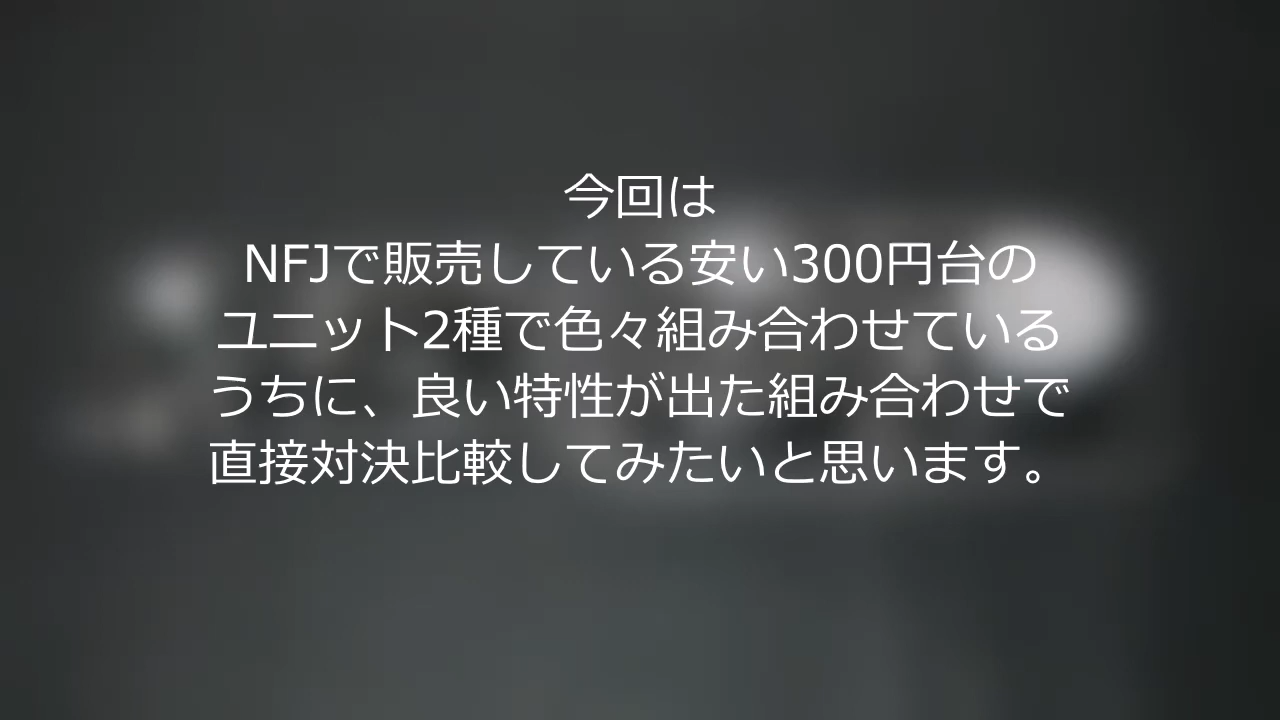 今回は
NFJで販売している安い300円台の
ユニット2種で色々組み合わせている
うちに、良い特性が出た組み合わせで
直接対決比較してみたいと思います。